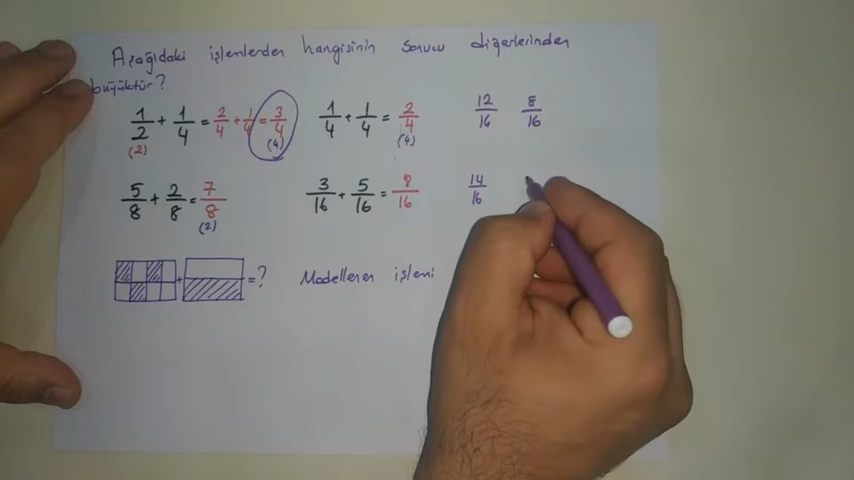 Aşağıdaki işlemlerden hangisinin sonucu diğerlerinden
büyüktür?
1/2 + 1/4 = 2/4 + 1/4 = 3/4 1/4 + 1/4 = 2/4 12/16 8/16
(2) (4) (4)
5/8 + 2/8 = 7/8 3/16 + 5/16 = 8/16 14/16
(2)
+ = ? Modellenen işlemi